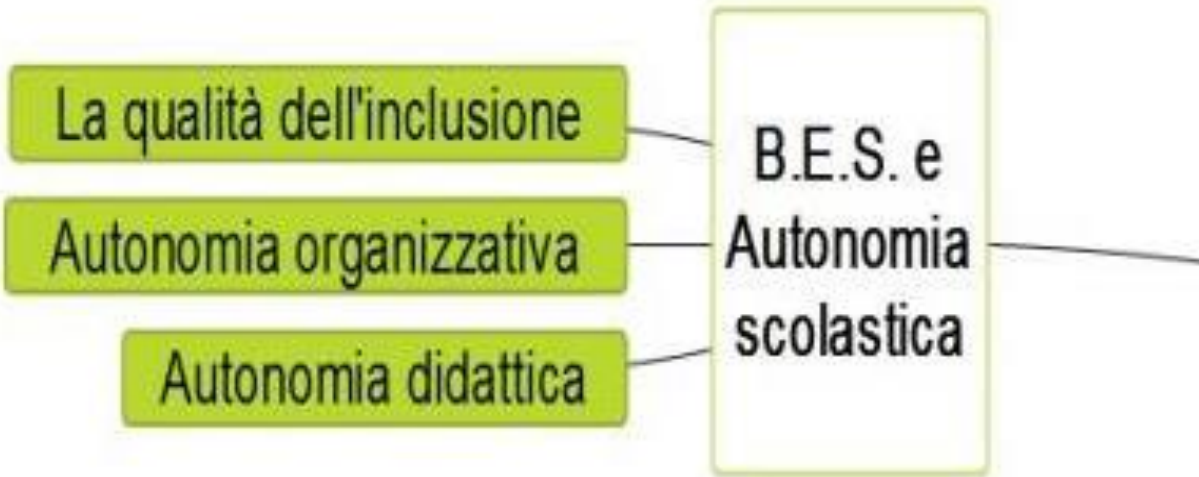 La qualità dell'inclusione
Autonomia organizzativa
Autonomia didattica
B.E.S. e
Autonomia
scolastica